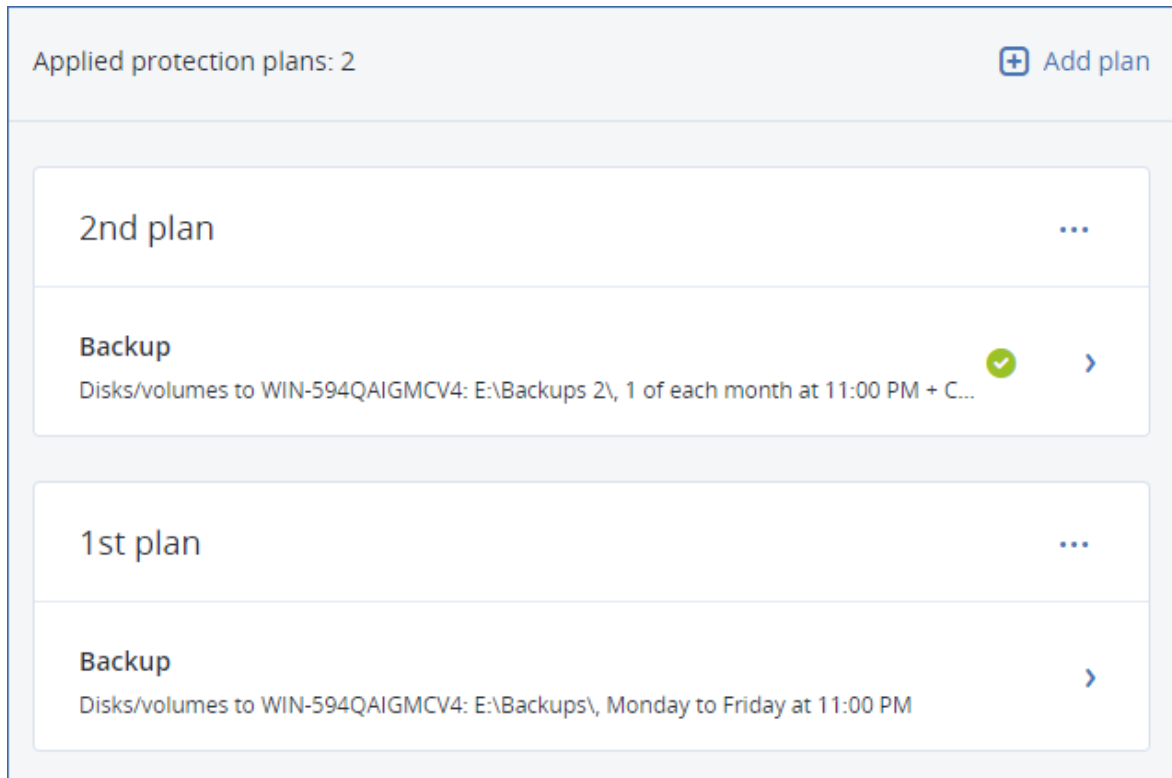 Applied protection plans: 2
Add plan
2nd plan
Backup
Disks/volumes to WIN-594QAIGMCV4: E:\Backups 2\, 1 of each month at 11:00 PM + C...
1st plan
Backup
Disks/volumes to WIN-594QAIGMCV4: E:\Backups\, Monday to Friday at 11:00 PM